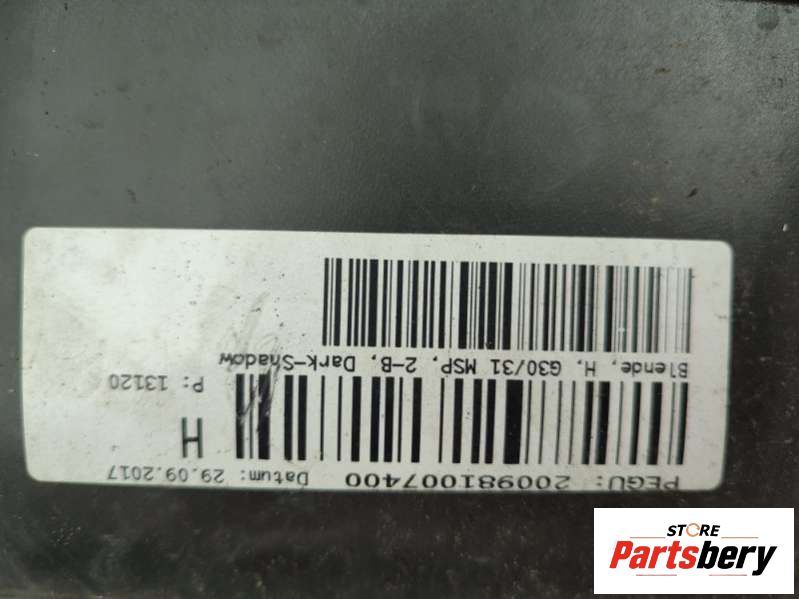 PEGU: 200981007400 Datum: 29.09.2017
H
P: 13120
Blende, H, G30/31 MSP, 2-B, Dark-Shadow
STORE
Partsbery